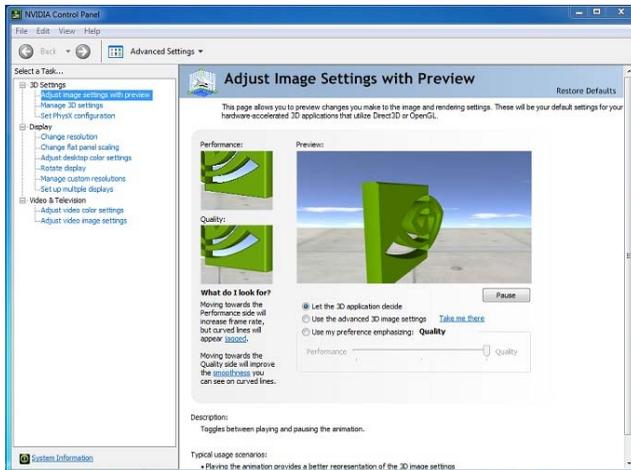 NVIDIA Control Panel
File Edit View Help
Back
Advanced Settings
Select a Task...
3D Settings
Adjust image settings with preview
Manage 3D settings
Set PhysX configuration
Display
Change resolution
Change flat panel scaling
Adjust desktop color settings
Rotate display
Manage custom resolutions
Set up multiple displays
Video & Television
Adjust video color settings
Adjust video image settings
System Information
Adjust Image Settings with Preview
Restore Defaults
This page allows you to preview changes you make to the image and rendering settings. These will be your default settings for your
hardware-accelerated 3D applications that utilize Direct3D or OpenGL.
Performance:
Quality:
What do I look for?
Moving towards the
Performance side will
increase frame rate,
but curved lines will
appear jagged.
Moving towards the
Quality side will improve
the smoothness you
can see on curved lines.
Preview:
Pause
Let the 3D application decide
Use the advanced 3D image settings Take me there
Use my preference emphasizing: Quality
Performance Quality
Description:
Toggles between playing and pausing the animation.
Typical usage scenarios:
• Playing the animation provides a better representation of the 3D image settings